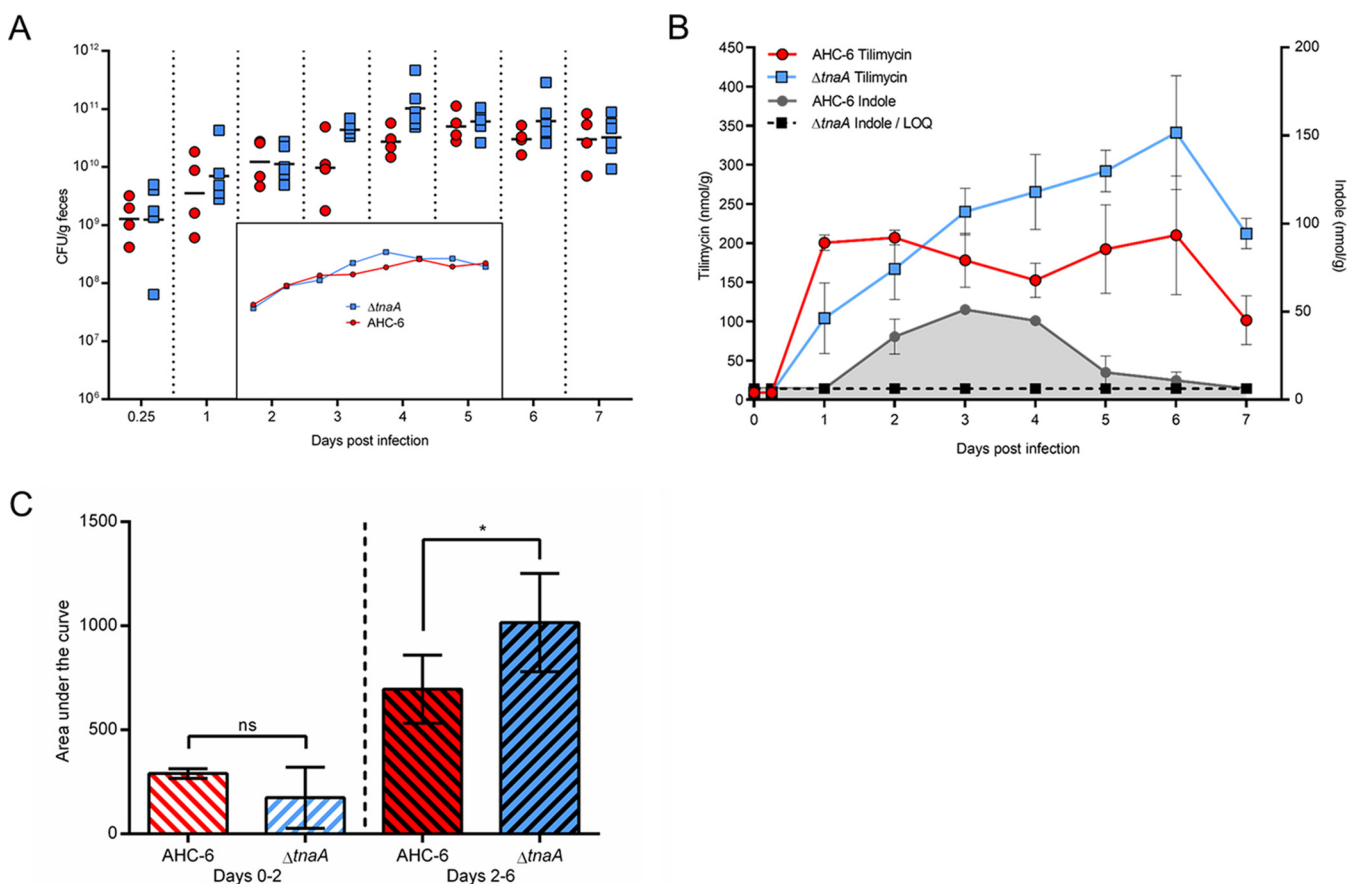 A
CFU/g feces
10¹²
10¹¹
10¹⁰
10⁹
10⁸
10⁷
10⁶
ΔtnaA
AHC-6
0.25 1 2 3 4 5 6 7
Days post infection
B
Tilimycin (nmol/g)
450
400
350
300
250
200
150
100
50
0
AHC-6 Tilimycin
ΔtnaA Tilimycin
AHC-6 Indole
ΔtnaA Indole / LOQ
200
150
100
50
0
Indole (nmol/g)
0 1 2 3 4 5 6 7
Days post infection
C
Area under the curve
1500
1000
500
0
ns
*
AHC-6 ΔtnaA AHC-6 ΔtnaA
Days 0-2 Days 2-6